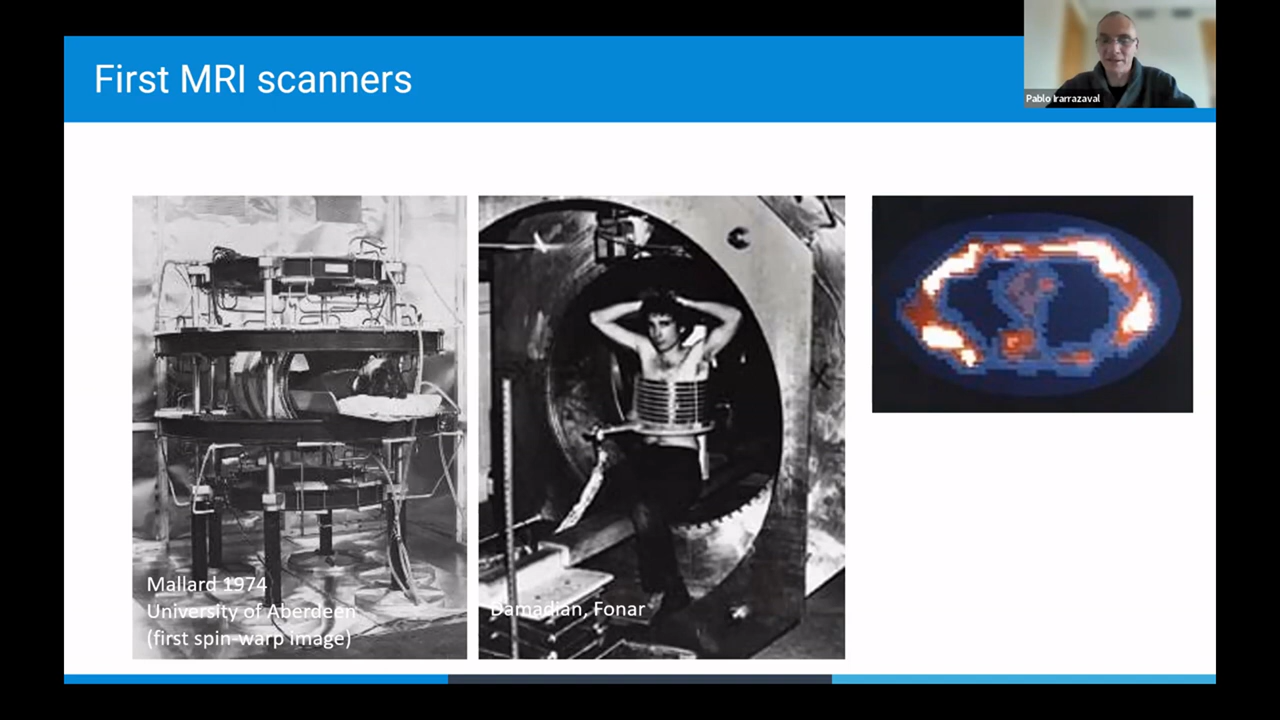 First MRI scanners
Pablo Irarrazaval
Mallard 1974
University of Aberdeen
(first spin-warp image)
Damadian, Fonar